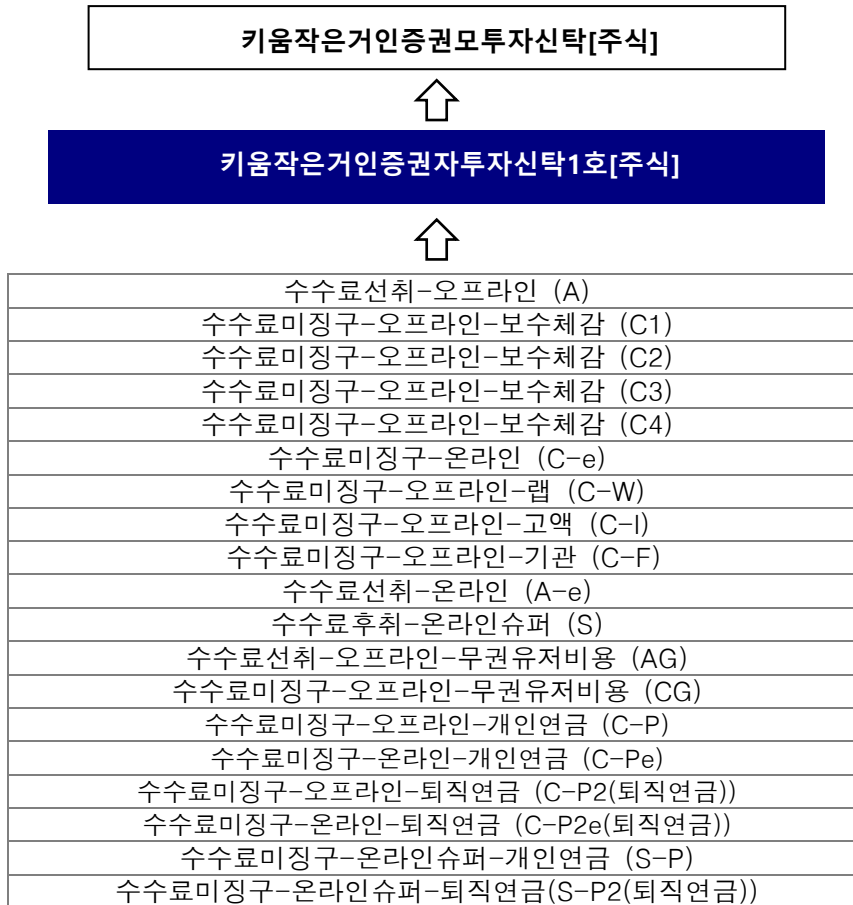 키움작은거인증권모투자신탁[주식]
키움작은거인증권자투자신탁1호[주식]
수수료선취-오프라인 (A)
수수료미징구-오프라인-보수체감 (C1)
수수료미징구-오프라인-보수체감 (C2)
수수료미징구-오프라인-보수체감 (C3)
수수료미징구-오프라인-보수체감 (C4)
수수료미징구-온라인 (C-e)
수수료미징구-오프라인-랩 (C-W)
수수료미징구-오프라인-고액 (C-I)
수수료미징구-오프라인-기관 (C-F)
수수료선취-온라인 (A-e)
수수료후취-온라인슈퍼 (S)
수수료선취-오프라인-무권유저비용 (AG)
수수료미징구-오프라인-무권유저비용 (CG)
수수료미징구-오프라인-개인연금 (C-P)
수수료미징구-온라인-개인연금 (C-Pe)
수수료미징구-오프라인-퇴직연금 (C-P2(퇴직연금))
수수료미징구-온라인-퇴직연금 (C-P2e(퇴직연금))
수수료미징구-온라인슈퍼-개인연금 (S-P)
수수료미징구-온라인슈퍼-퇴직연금(S-P2(퇴직연금))